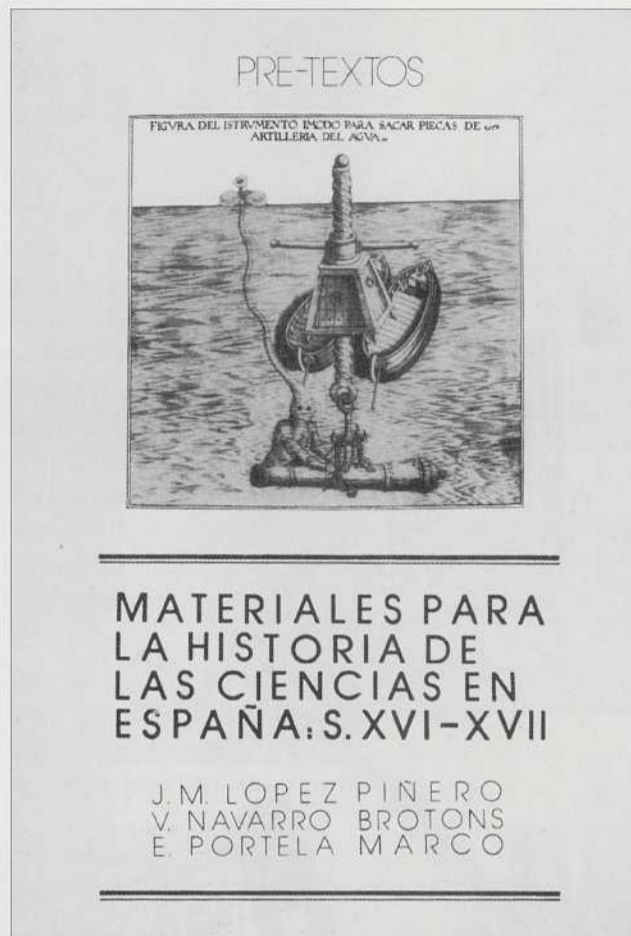 PRE-TEXTOS
FIGVRA DEL ISTRVMENTO IMODO PARA SACAR PIECAS DE
ARTILLERIA DEL AGVA.
MATERIALES PARA
LA HISTORIA DE
LAS CIENCIAS EN
ESPAÑA: S. XVI-XVII
J. M. LOPEZ PIÑERO
V. NAVARRO BROTONS
E. PORTELA MARCO